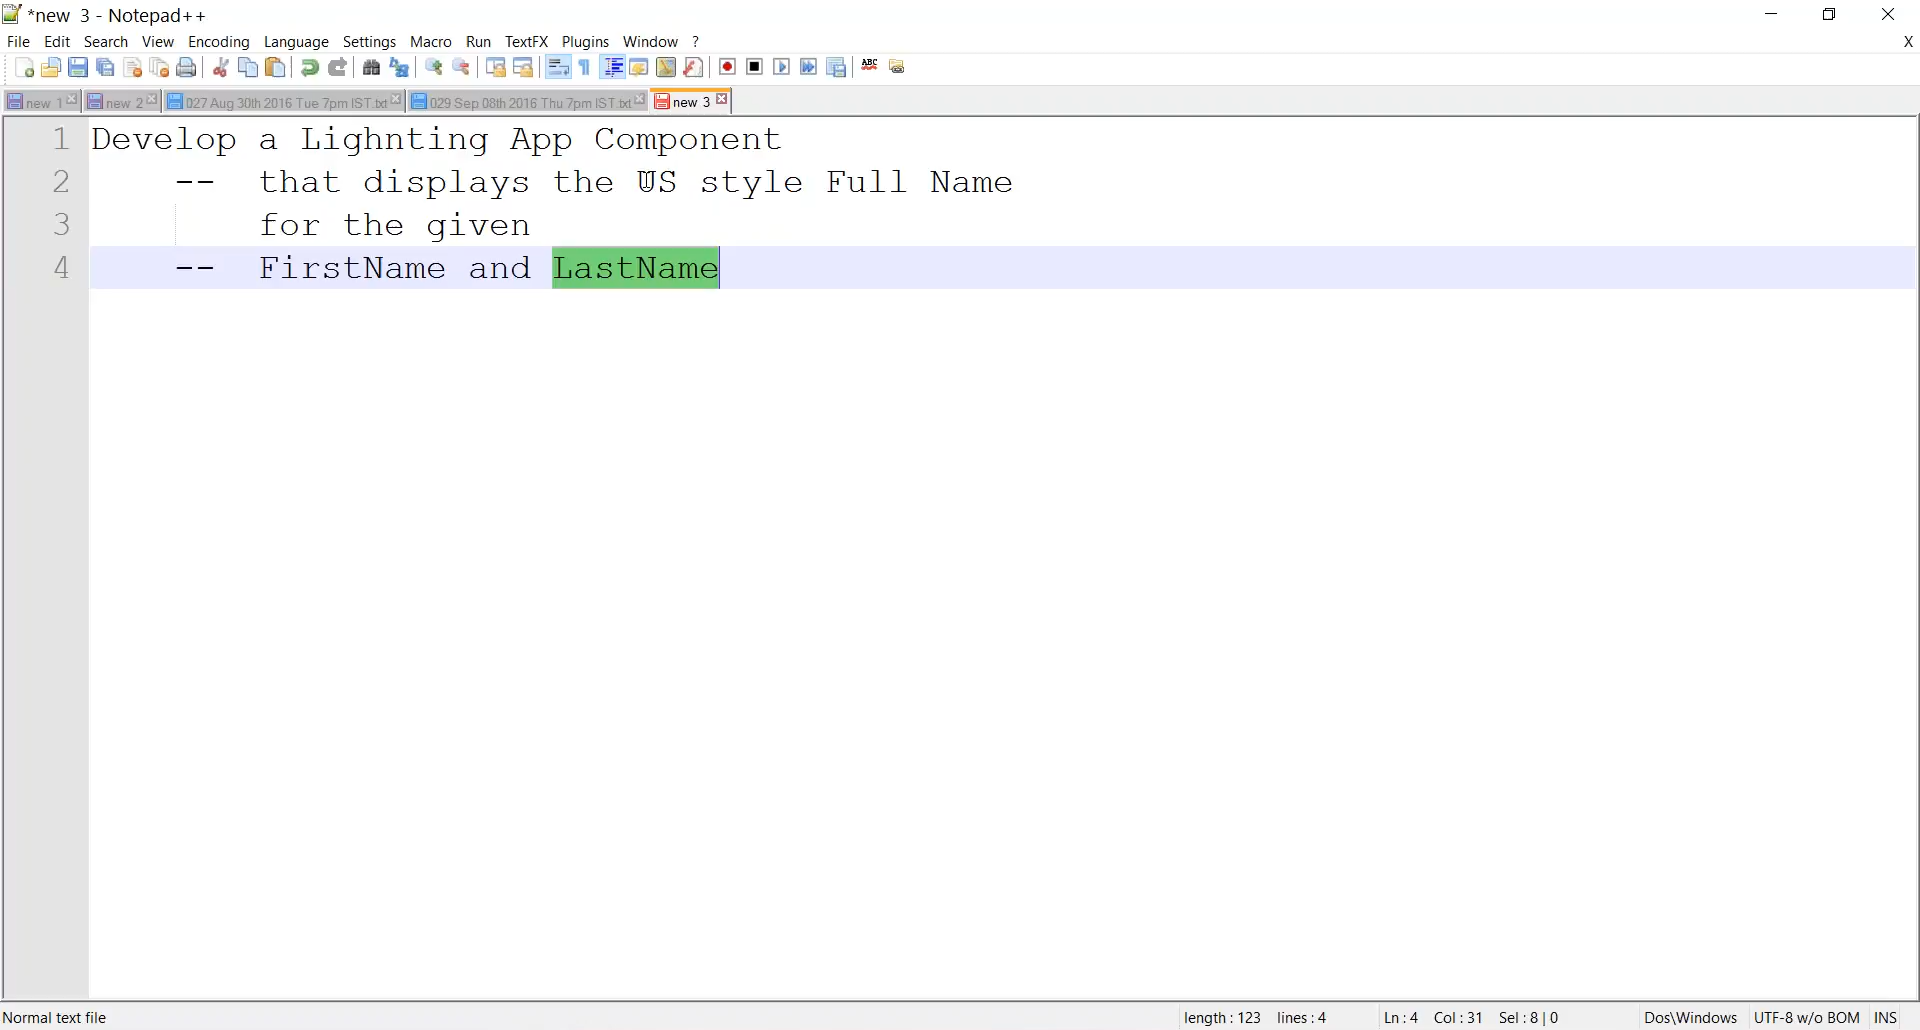 *new  3 - Notepad++
File Edit Search View Encoding Language Settings Macro Run TextFX Plugins Window ?
X
ABC
new 1 new 2 027 Aug 30th 2016 Tue 7pm IST.txt 029 Sep 08th 2016 Thu 7pm IST.txt new 3
1 Develop a Lighnting App Component
2 -- that displays the US style Full Name
3 for the given
4 -- FirstName and LastName
Normal text file length : 123 lines : 4 Ln : 4 Col : 31 Sel : 8 | 0 Dos\Windows UTF-8 w/o BOM INS